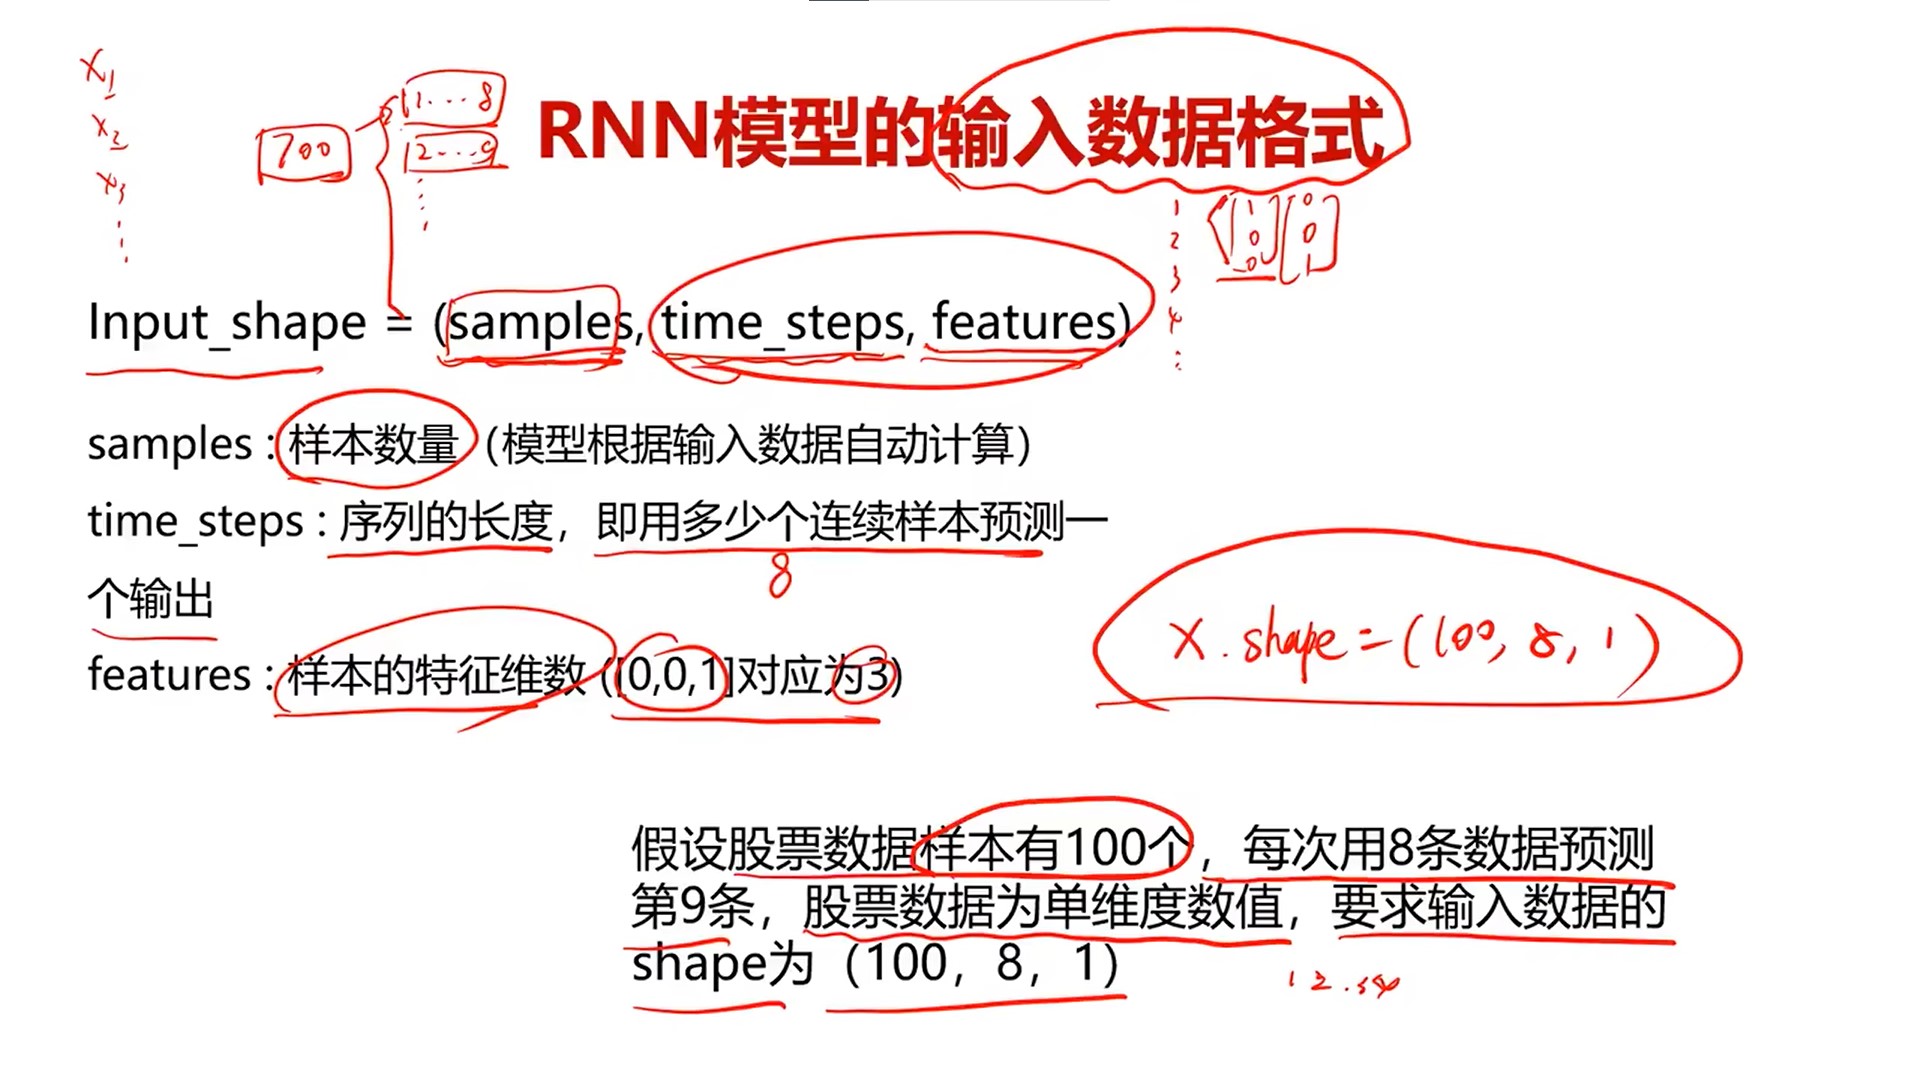 x1
x2
x3
700
1...8
2...9
RNN模型的输入数据格式
1
2
3
4
1 0
0 0
0 1
Input_shape = (samples, time_steps, features)
samples : 样本数量（模型根据输入数据自动计算）
time_steps : 序列的长度，即用多少个连续样本预测一
个输出
8
features : 样本的特征维数 ([0,0,1]对应为3)
X.shape=(100, 8, 1)
假设股票数据样本有100个，每次用8条数据预测
第9条，股票数据为单维度数值，要求输入数据的
shape为（100，8，1）